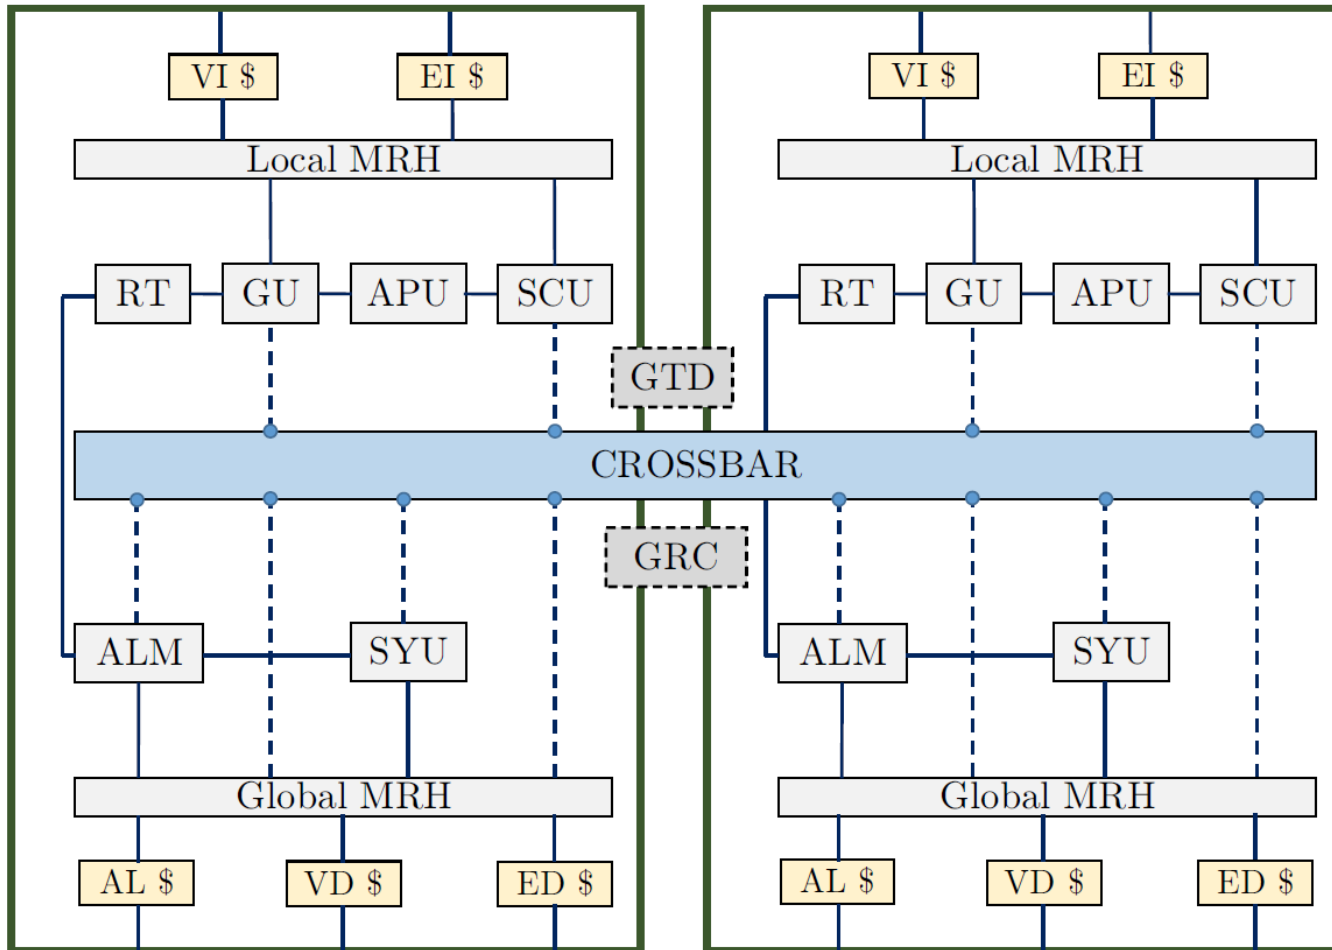 VI $ EI $ VI $ EI $
Local MRH Local MRH
RT GU APU SCU RT GU APU SCU
GTD
CROSSBAR
GRC
ALM SYU ALM SYU
Global MRH Global MRH
AL $ VD $ ED $ AL $ VD $ ED $